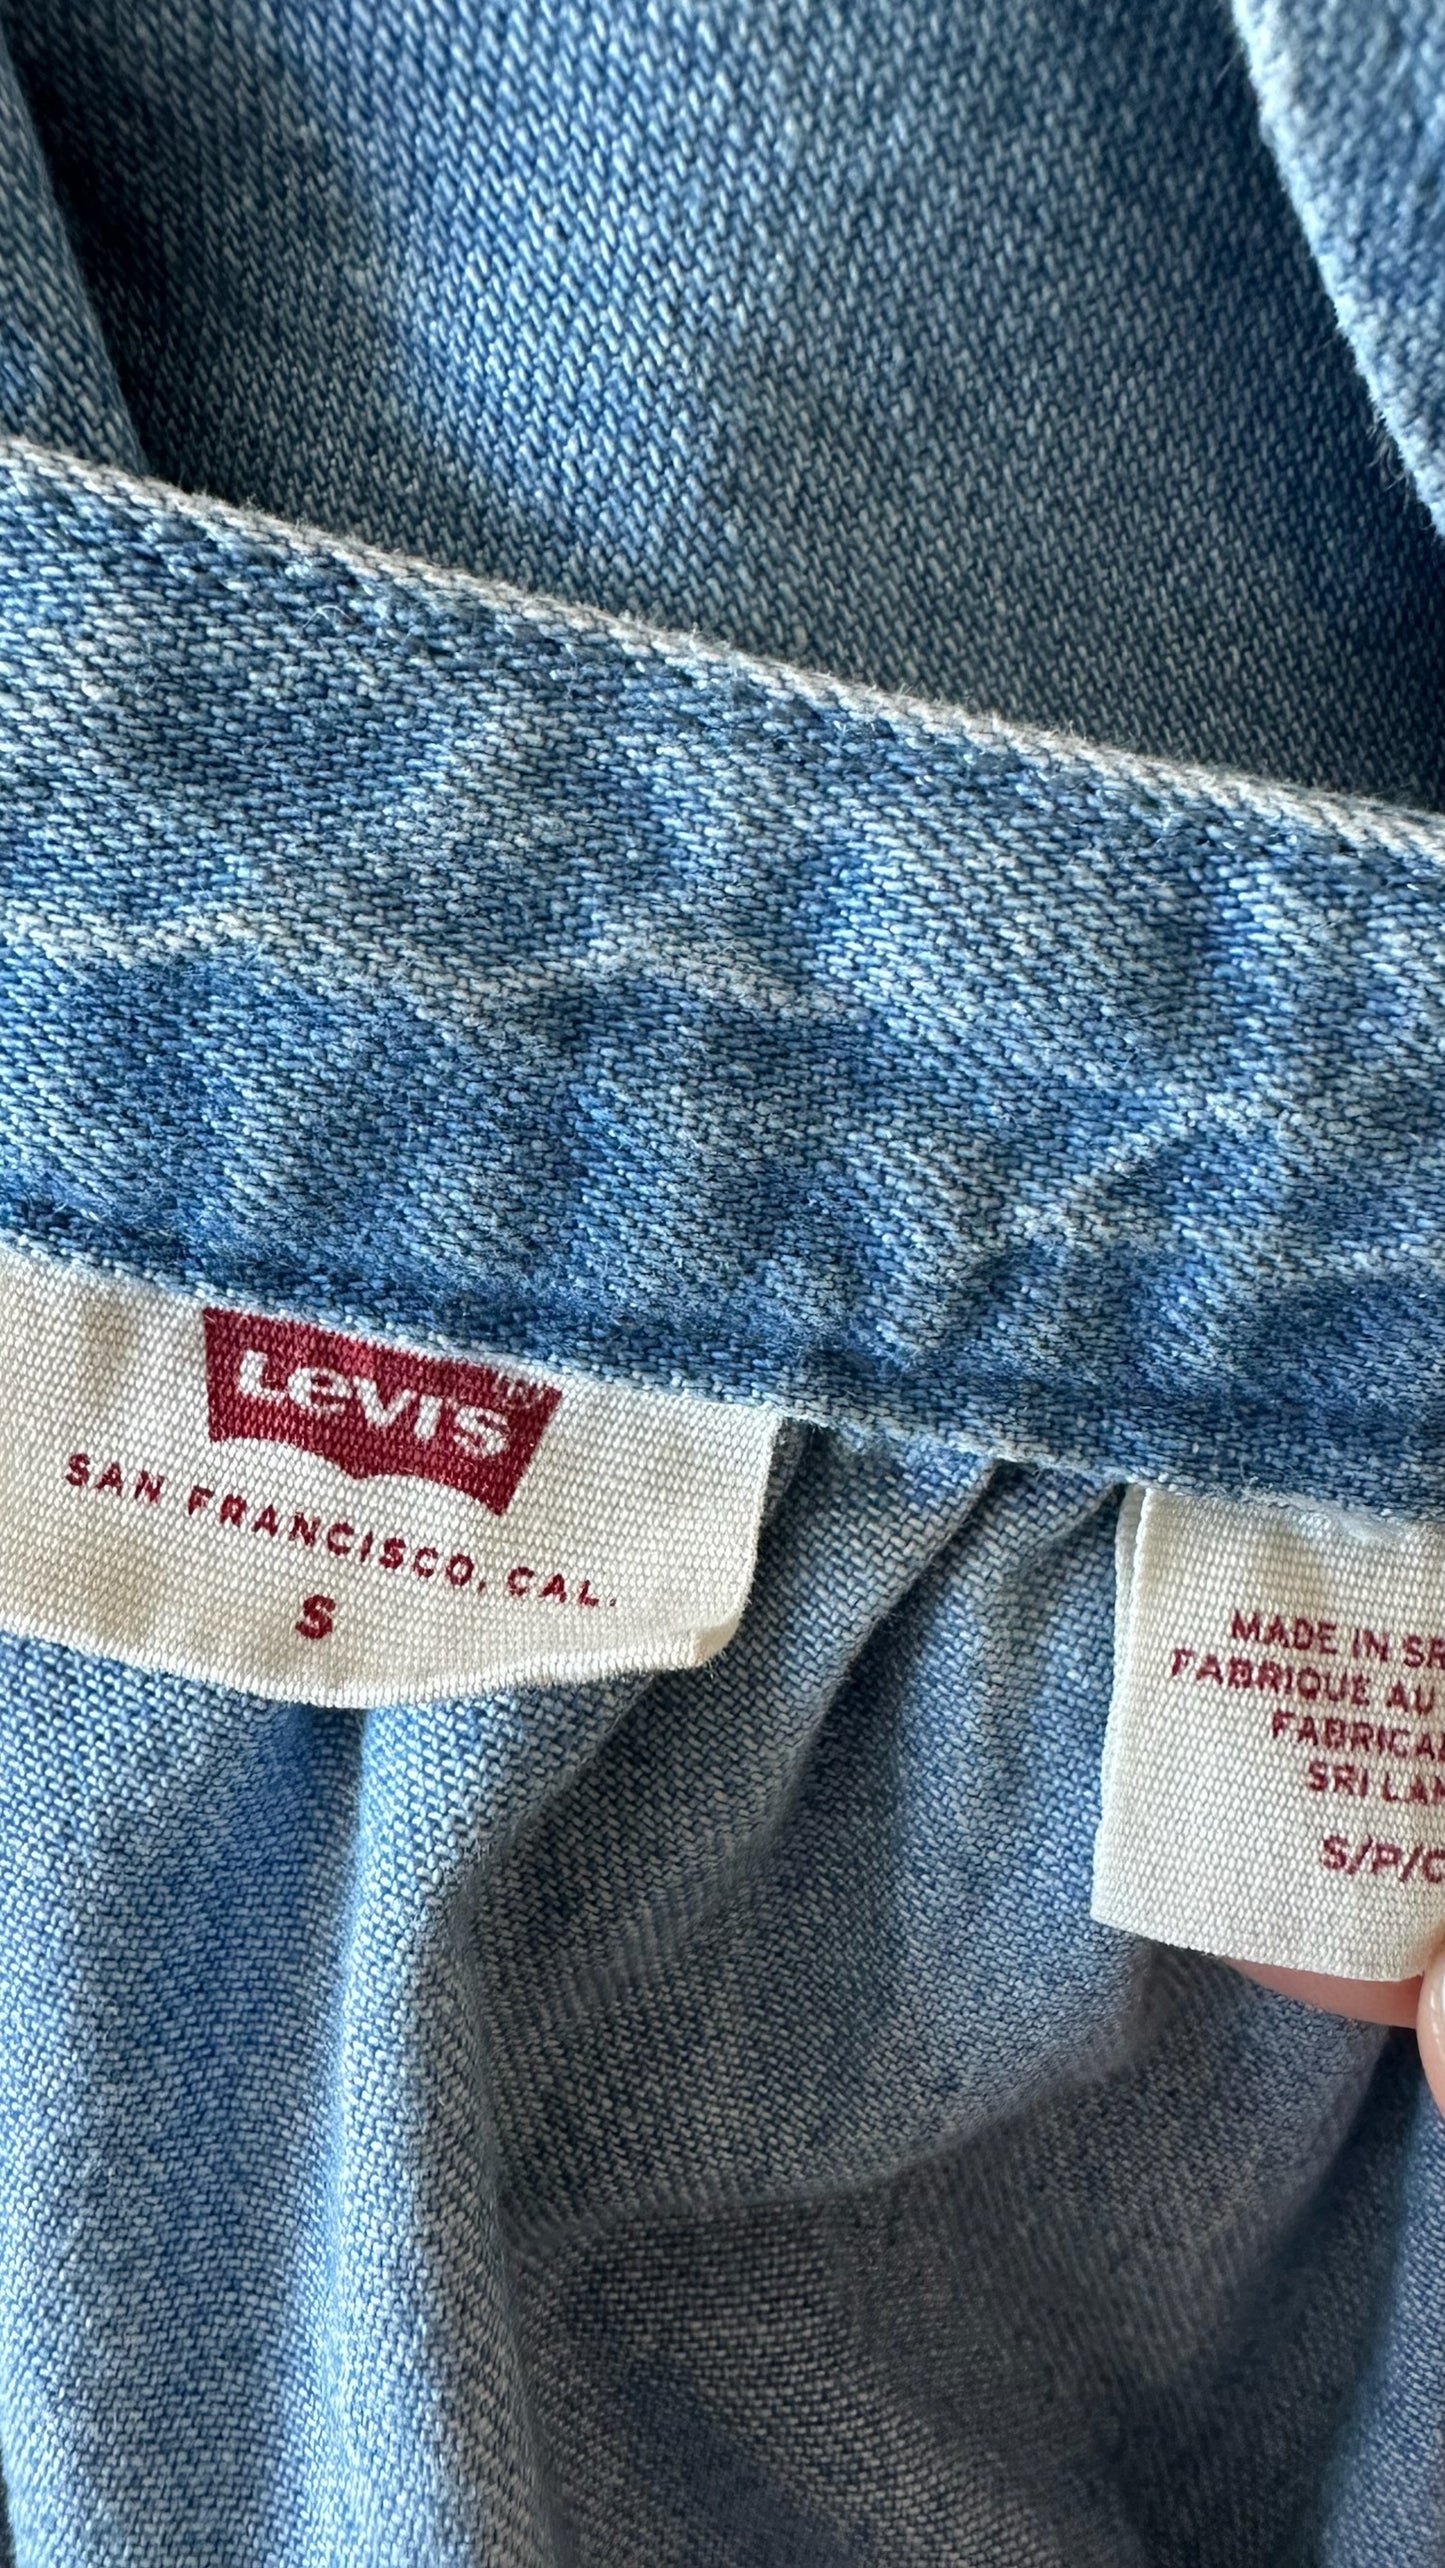 Levi's
SAN FRANCISCO, CAL.
S
MADE IN SR
FABRIQUE AU
FABRICA
SRI LAN
S/P/C